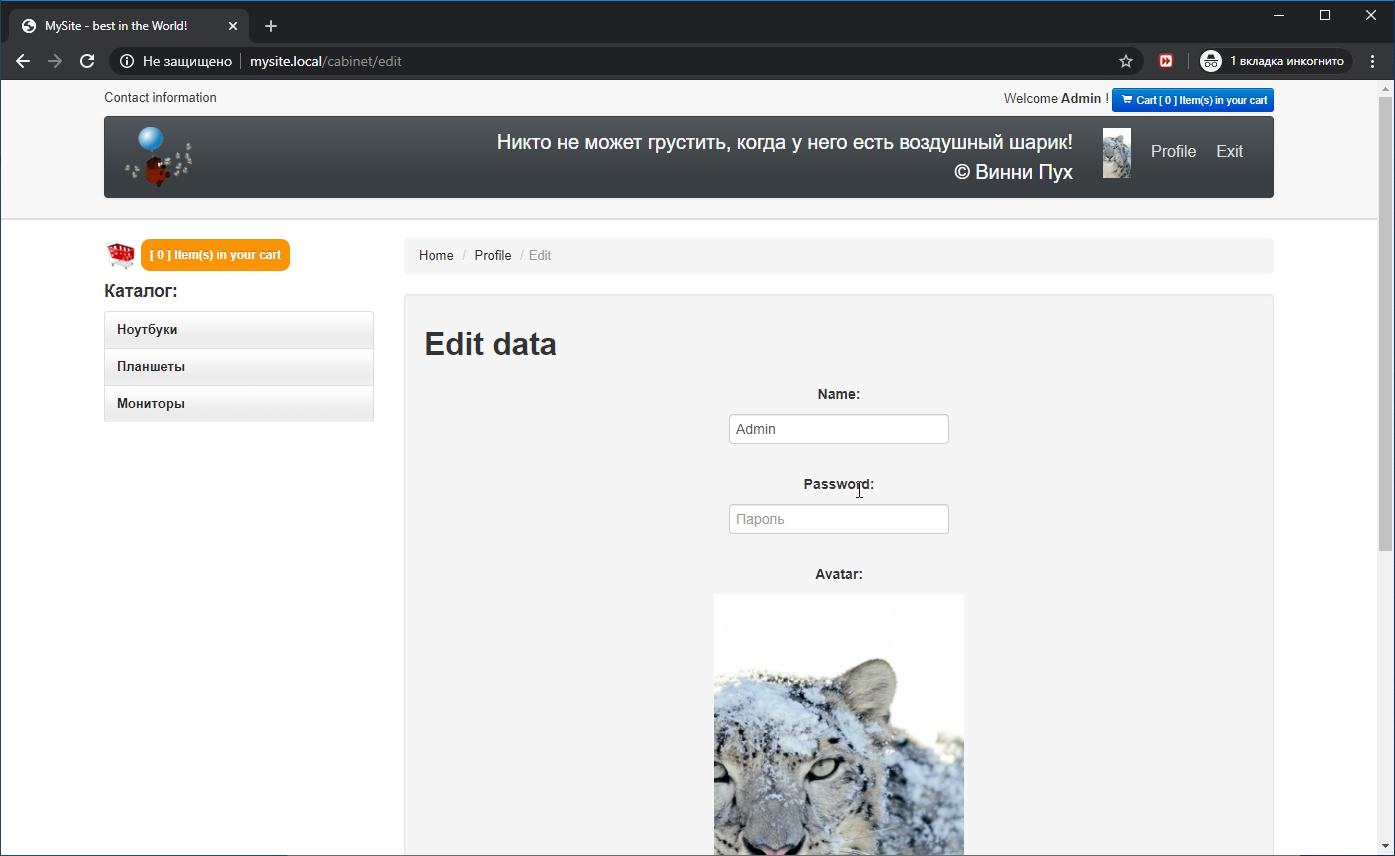 MySite - best in the World!
Не защищено
mysite.local/cabinet/edit
1 вкладка инкогнито
Contact information
Welcome Admin !
Cart [ 0 ] Item(s) in your cart
Никто не может грустить, когда у него есть воздушный шарик!
© Винни Пух
Profile
Exit
[ 0 ] Item(s) in your cart
Каталог:
Ноутбуки
Планшеты
Мониторы
Home / Profile / Edit
Edit data
Name:
Admin
Password:
Пароль
Avatar: